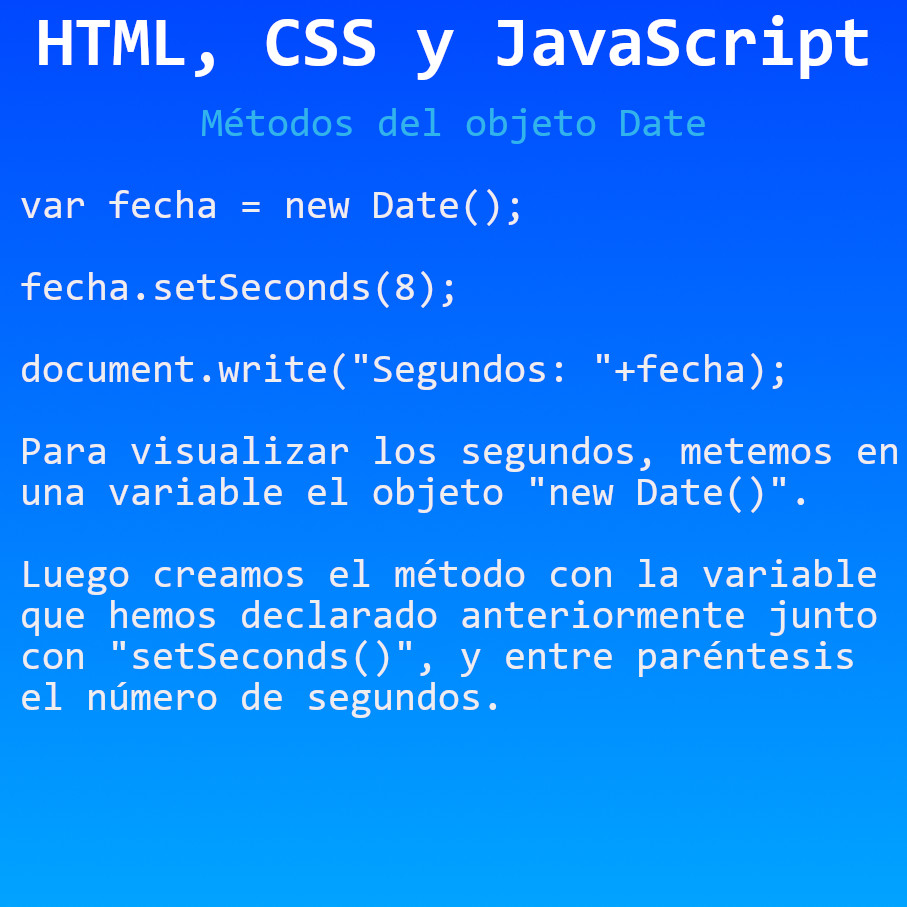 HTML, CSS y JavaScript
Métodos del objeto Date
var fecha = new Date();
fecha.setSeconds(8);
document.write("Segundos: "+fecha);
Para visualizar los segundos, metemos en
una variable el objeto "new Date()".
Luego creamos el método con la variable
que hemos declarado anteriormente junto
con "setSeconds()", y entre paréntesis
el número de segundos.